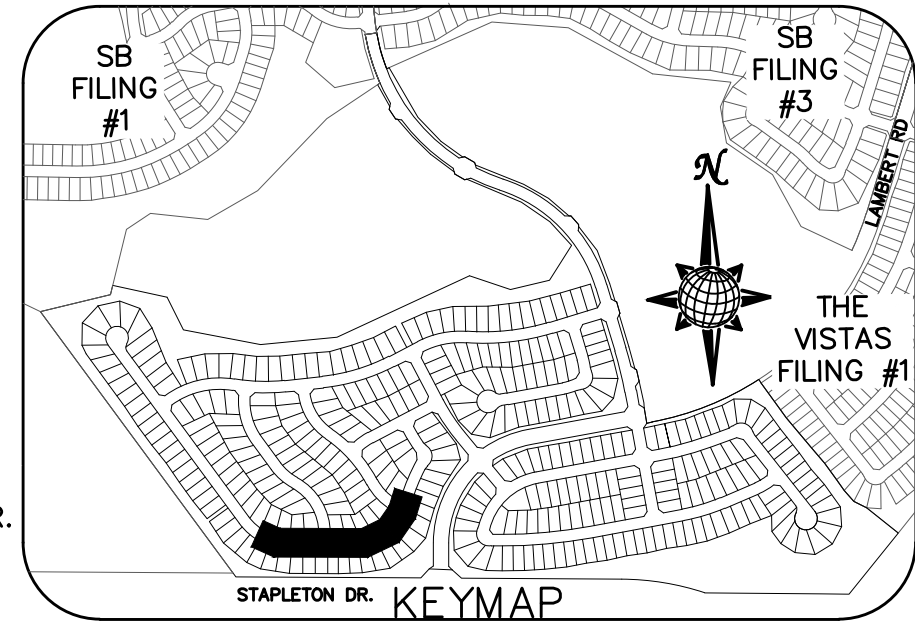 SB
FILING
#1
SB
FILING
#3
LAMBERT RD
N
THE
VISTAS
FILING #1
R.
STAPLETON DR.
KEYMAP